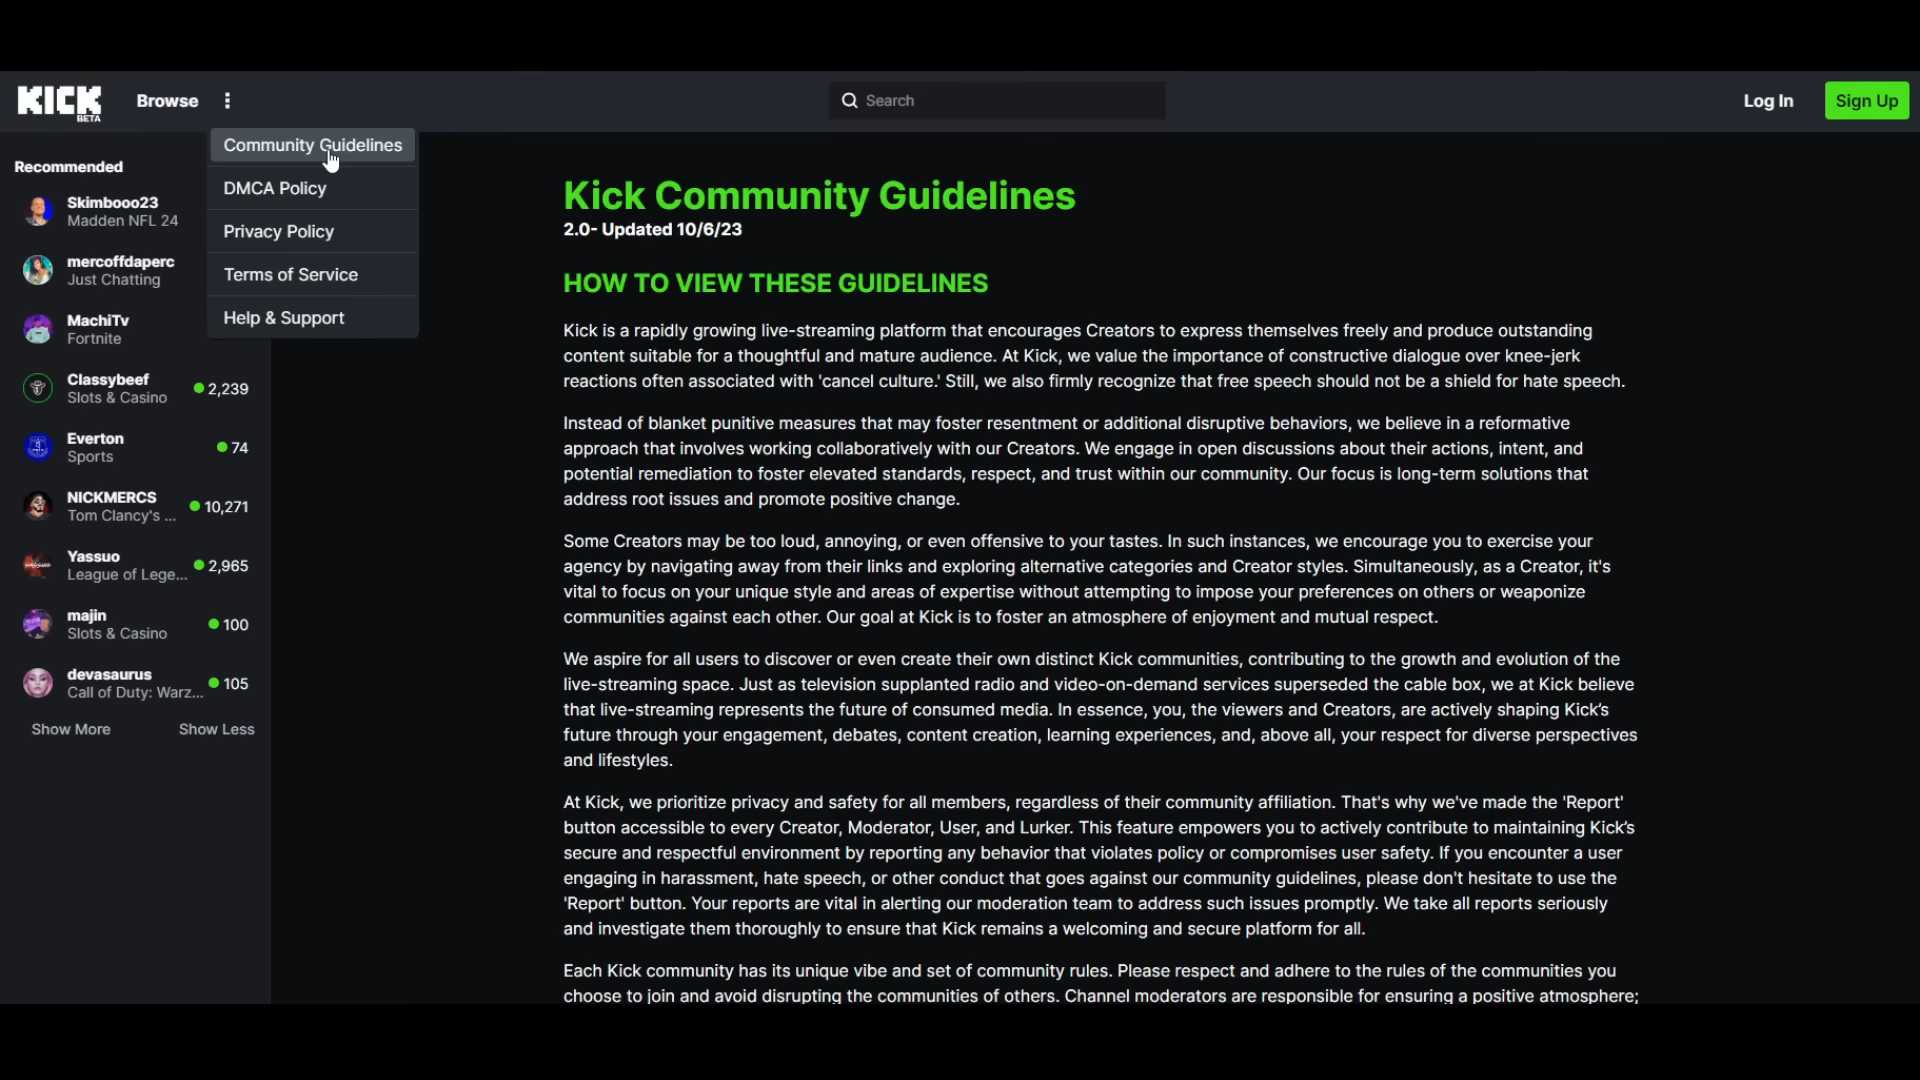 KICK
BETA
Browse
Search
Log In
Sign Up
Community Guidelines
DMCA Policy
Privacy Policy
Terms of Service
Help & Support
Recommended
Skimbooo23
Madden NFL 24
mercoffdaperc
Just Chatting
MachiTv
Fortnite
Classybeef
Slots & Casino
2,239
Everton
Sports
74
NICKMERCS
Tom Clancy's ...
10,271
Yassuo
League of Lege...
2,965
majin
Slots & Casino
100
devasaurus
Call of Duty: Warz...
105
Show More
Show Less
Kick Community Guidelines
2.0- Updated 10/6/23
HOW TO VIEW THESE GUIDELINES
Kick is a rapidly growing live-streaming platform that encourages Creators to express themselves freely and produce outstanding
content suitable for a thoughtful and mature audience. At Kick, we value the importance of constructive dialogue over knee-jerk
reactions often associated with 'cancel culture.' Still, we also firmly recognize that free speech should not be a shield for hate speech.
Instead of blanket punitive measures that may foster resentment or additional disruptive behaviors, we believe in a reformative
approach that involves working collaboratively with our Creators. We engage in open discussions about their actions, intent, and
potential remediation to foster elevated standards, respect, and trust within our community. Our focus is long-term solutions that
address root issues and promote positive change.
Some Creators may be too loud, annoying, or even offensive to your tastes. In such instances, we encourage you to exercise your
agency by navigating away from their links and exploring alternative categories and Creator styles. Simultaneously, as a Creator, it's
vital to focus on your unique style and areas of expertise without attempting to impose your preferences on others or weaponize
communities against each other. Our goal at Kick is to foster an atmosphere of enjoyment and mutual respect.
We aspire for all users to discover or even create their own distinct Kick communities, contributing to the growth and evolution of the
live-streaming space. Just as television supplanted radio and video-on-demand services superseded the cable box, we at Kick believe
that live-streaming represents the future of consumed media. In essence, you, the viewers and Creators, are actively shaping Kick's
future through your engagement, debates, content creation, learning experiences, and, above all, your respect for diverse perspectives
and lifestyles.
At Kick, we prioritize privacy and safety for all members, regardless of their community affiliation. That's why we've made the 'Report'
button accessible to every Creator, Moderator, User, and Lurker. This feature empowers you to actively contribute to maintaining Kick's
secure and respectful environment by reporting any behavior that violates policy or compromises user safety. If you encounter a user
engaging in harassment, hate speech, or other conduct that goes against our community guidelines, please don't hesitate to use the
'Report' button. Your reports are vital in alerting our moderation team to address such issues promptly. We take all reports seriously
and investigate them thoroughly to ensure that Kick remains a welcoming and secure platform for all.
Each Kick community has its unique vibe and set of community rules. Please respect and adhere to the rules of the communities you
choose to join and avoid disrupting the communities of others. Channel moderators are responsible for ensuring a positive atmosphere;